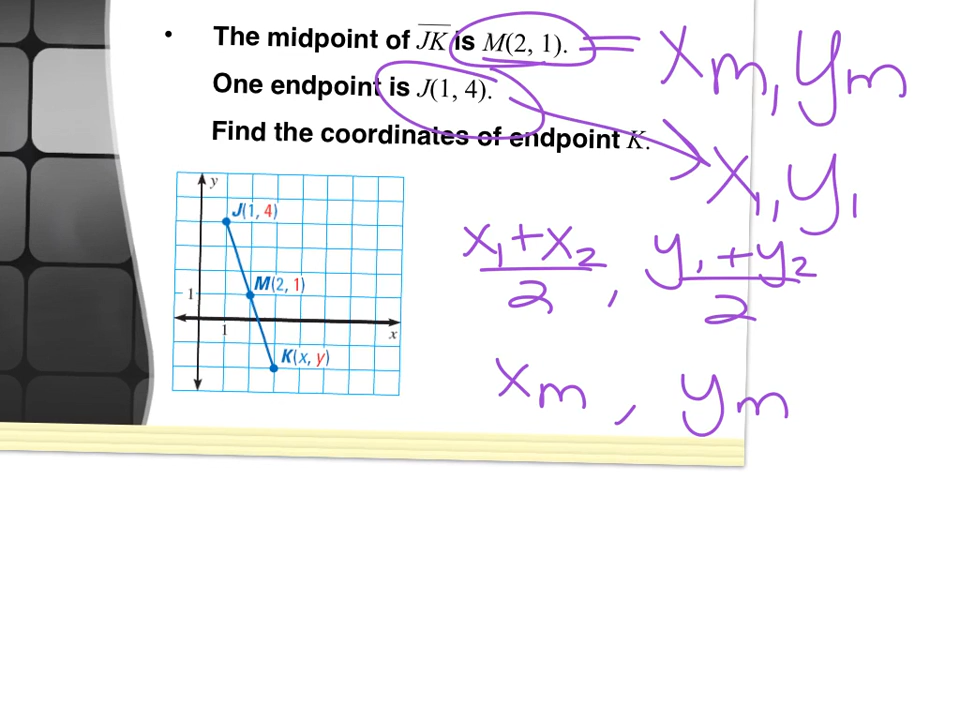 • The midpoint of JK is M(2, 1). = xm, ym
One endpoint is J(1, 4).
Find the coordinates of endpoint K.
x1, y1
y
J(1, 4)
x1+x2/2, y1+y2/2
M(2, 1)
1
1
x
K(x, y)
xm, ym